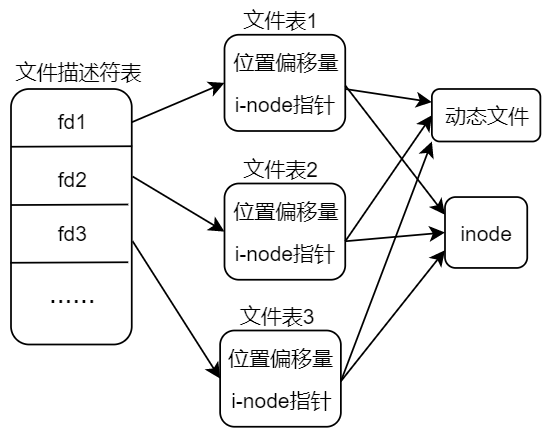 文件描述符表
fd1
fd2
fd3
……
文件表1
位置偏移量
i-node指针
文件表2
位置偏移量
i-node指针
文件表3
位置偏移量
i-node指针
动态文件
inode